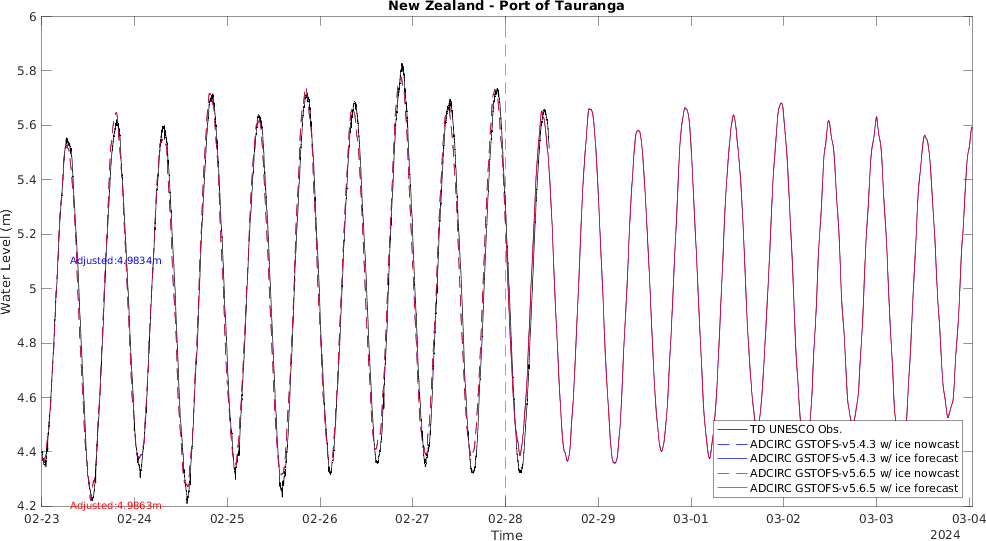 New Zealand - Port of Tauranga
6
5.8
5.6
5.4
5.2
5
4.8
4.6
4.4
4.2
Water Level (m)
Adjusted:4.9834m
Adjusted:4.9863m
TD UNESCO Obs.
ADCIRC GSTOFS-v5.4.3 w/ ice nowcast
ADCIRC GSTOFS-v5.4.3 w/ ice forecast
ADCIRC GSTOFS-v5.6.5 w/ ice nowcast
ADCIRC GSTOFS-v5.6.5 w/ ice forecast
02-23 02-24 02-25 02-26 02-27 02-28 02-29 03-01 03-02 03-03 03-04
Time
2024